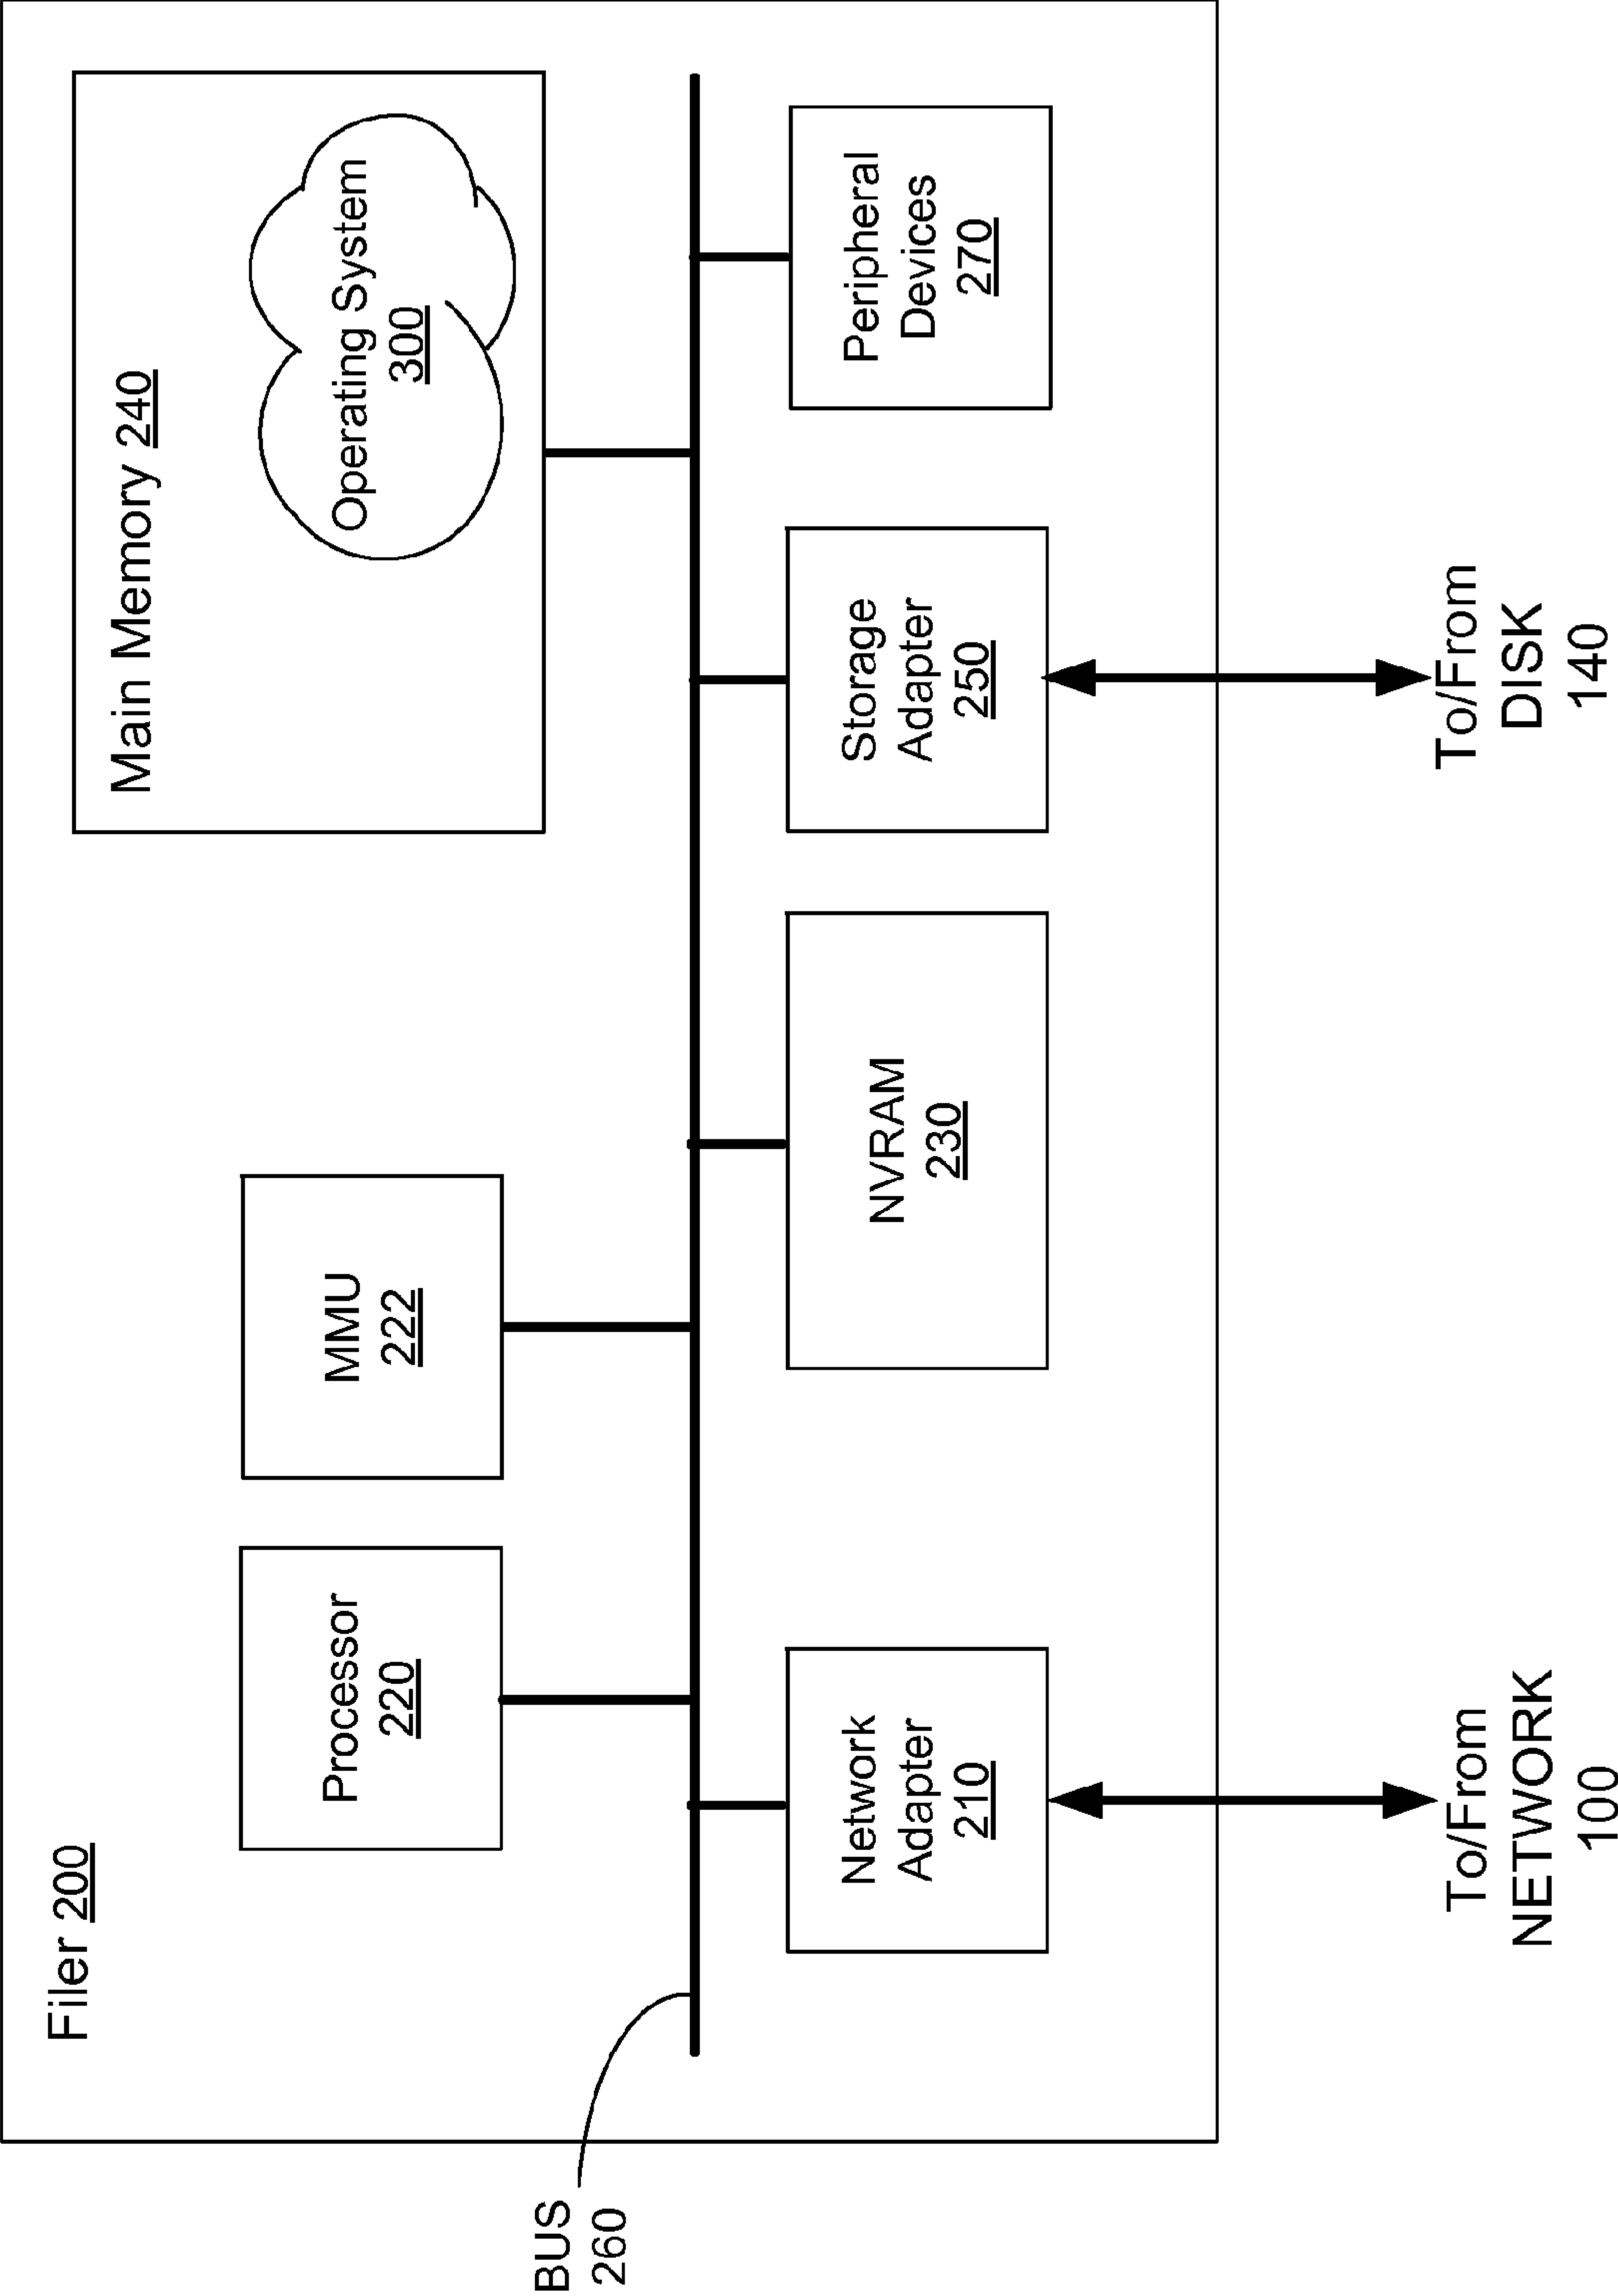 Filer 200
Main Memory 240
Operating System
300
Processor
220
MMU
222
BUS
260
Network
Adapter
210
NVRAM
230
Storage
Adapter
250
Peripheral
Devices
270
To/From
NETWORK
100
To/From
DISK
140